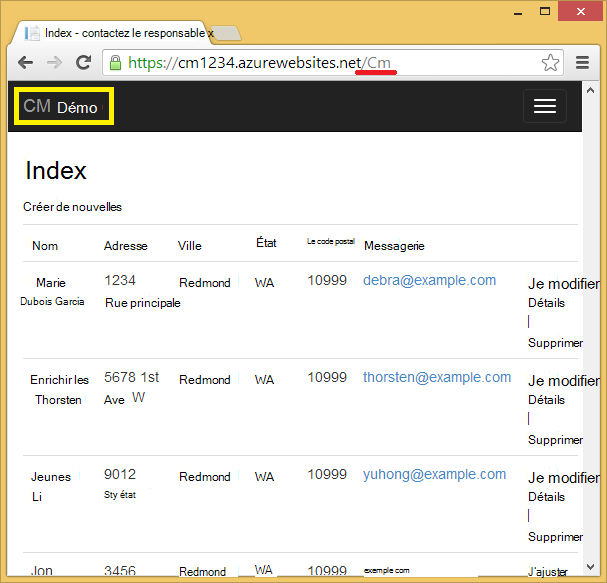 Index - contactez le responsable x
https://cm1234.azurewebsites.net/Cm
CM Démo
Index
Créer de nouvelles
Nom Adresse Ville État Le code postal Messagerie
Marie 1234 Redmond WA 10999 debra@example.com Je modifier
Dubois Garcia Rue principale Détails
|
Supprimer
Enrichir les 5678 1st Redmond WA 10999 thorsten@example.com Je modifier
Thorsten Ave W Détails
|
Supprimer
Jeunes 9012 Redmond WA 10999 yuhong@example.com Je modifier
Li Sty état Détails
|
Supprimer
Jon 3456 Redmond WA 10999 example.com J'ajuster